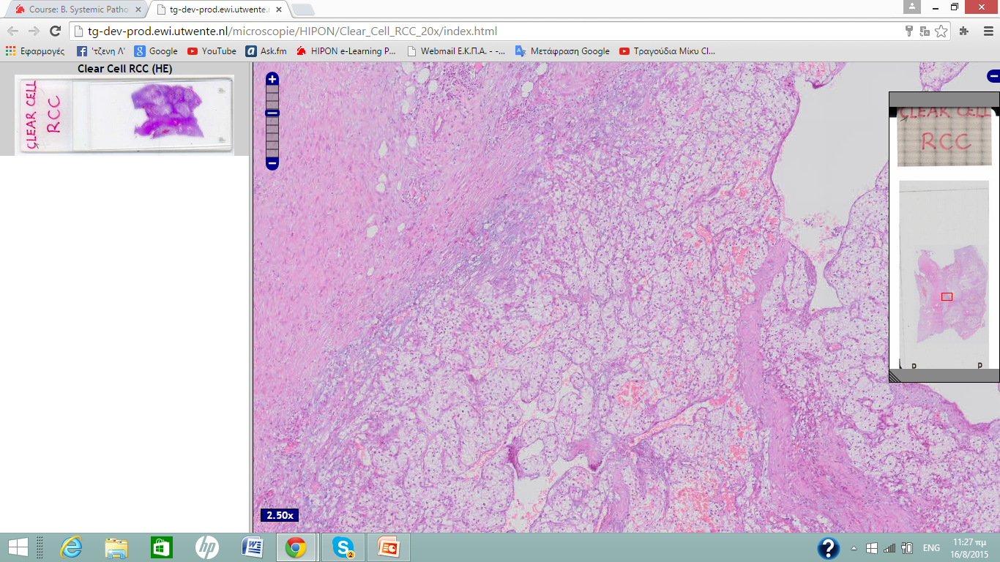 Course: B. Systemic Patho
tg-dev-prod.ewi.utwente.n
tg-dev-prod.ewi.utwente.nl/microscopie/HIPON/Clear_Cell_RCC_20x/index.html
Εφαρμογές
'τζενη Λ'
Google
YouTube
Ask.fm
HIPON e-Learning P...
Webmail Ε.Κ.Π.Α. - -...
Μετάφραση Google
Τραγούδια Μίκυ Cl...
Clear Cell RCC (HE)
CLEAR CELL
RCC
CLEAR CELL
RCC
P
P
2.50x
ENG
11:27 πμ
16/8/2015